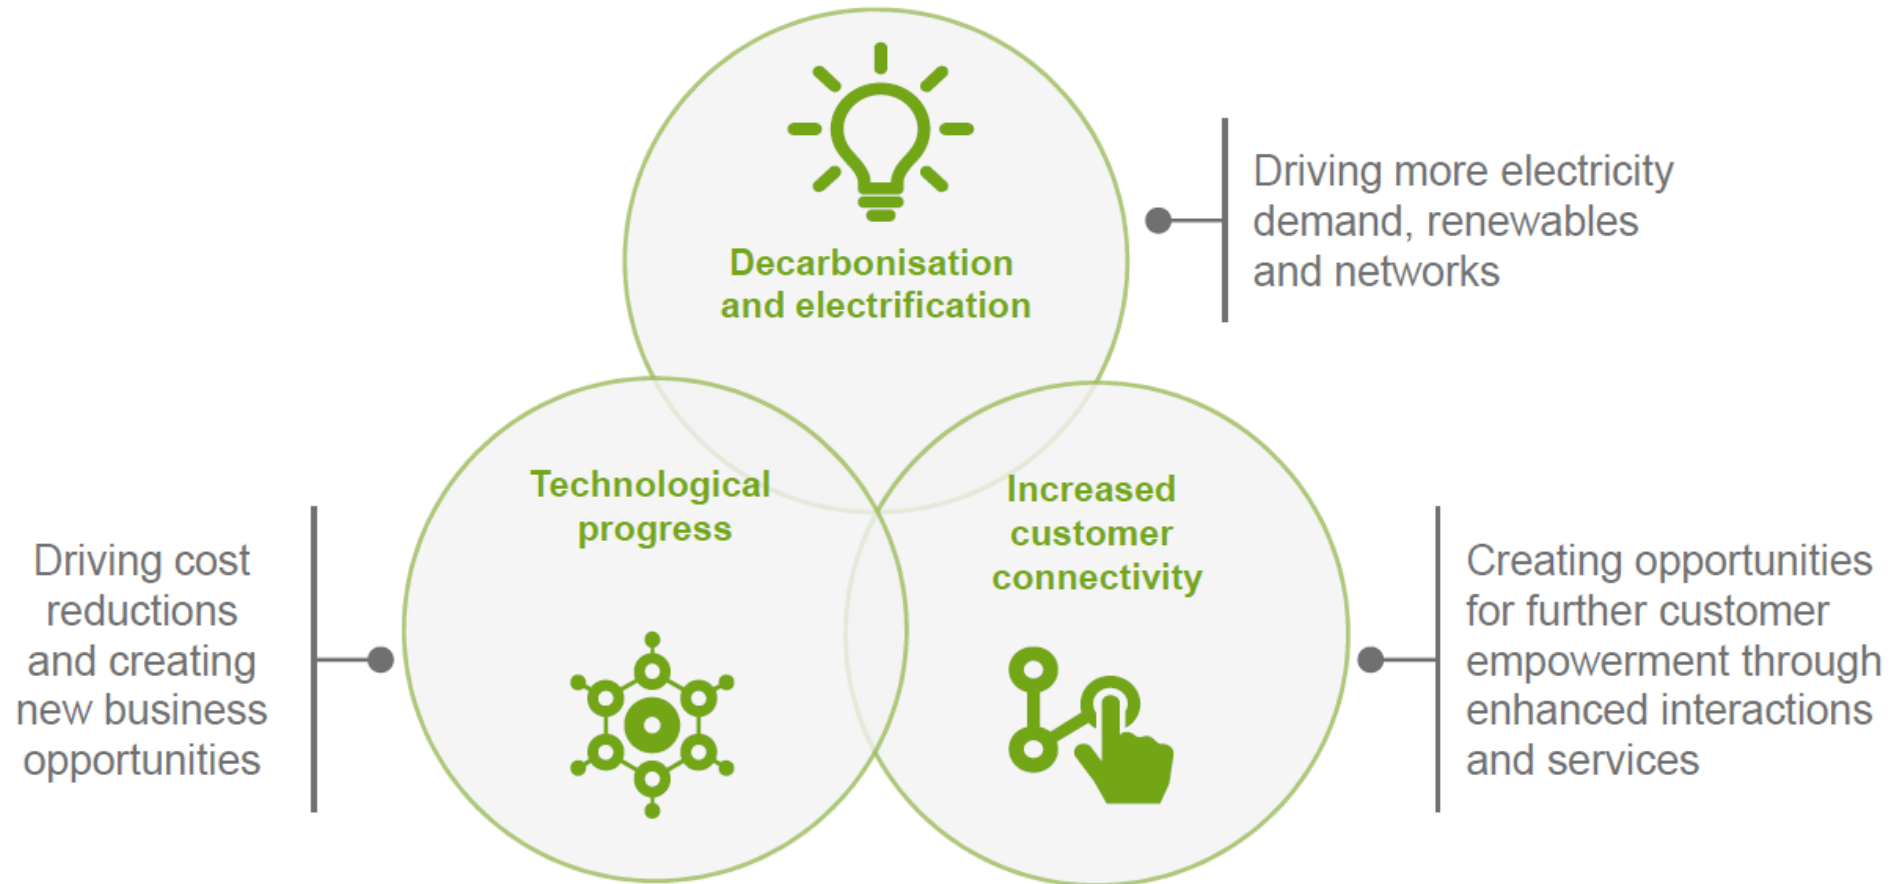 Decarbonisation
and electrification
Driving more electricity
demand, renewables
and networks
Technological
progress
Increased
customer
connectivity
Driving cost
reductions
and creating
new business
opportunities
Creating opportunities
for further customer
empowerment through
enhanced interactions
and services